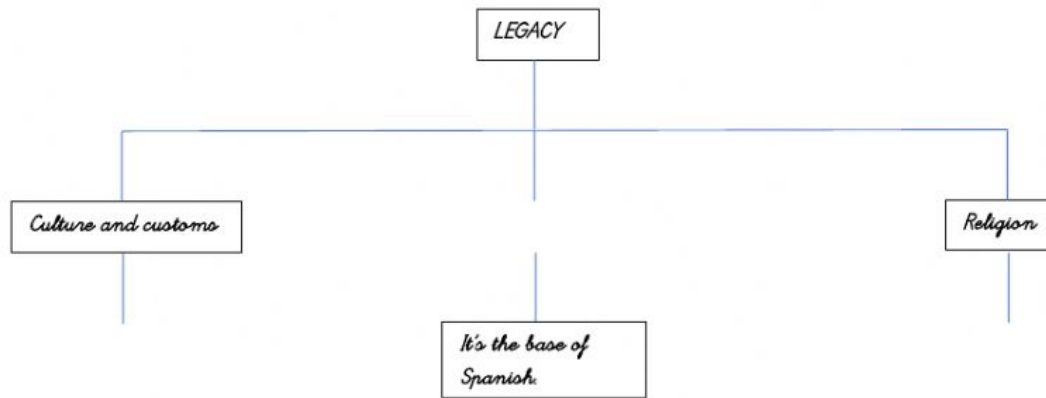 LEGACY
Culture and customs
Religion
It's the base of
Spanish.